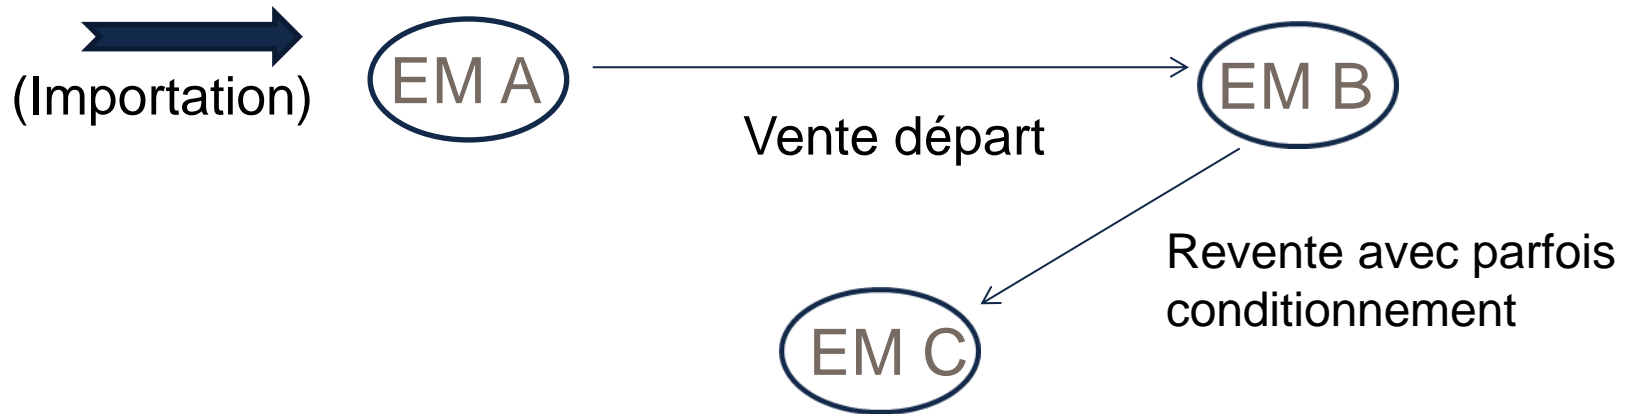 EM A
EM B
(Importation)
Vente départ
Revente avec parfois
conditionnement
EM C